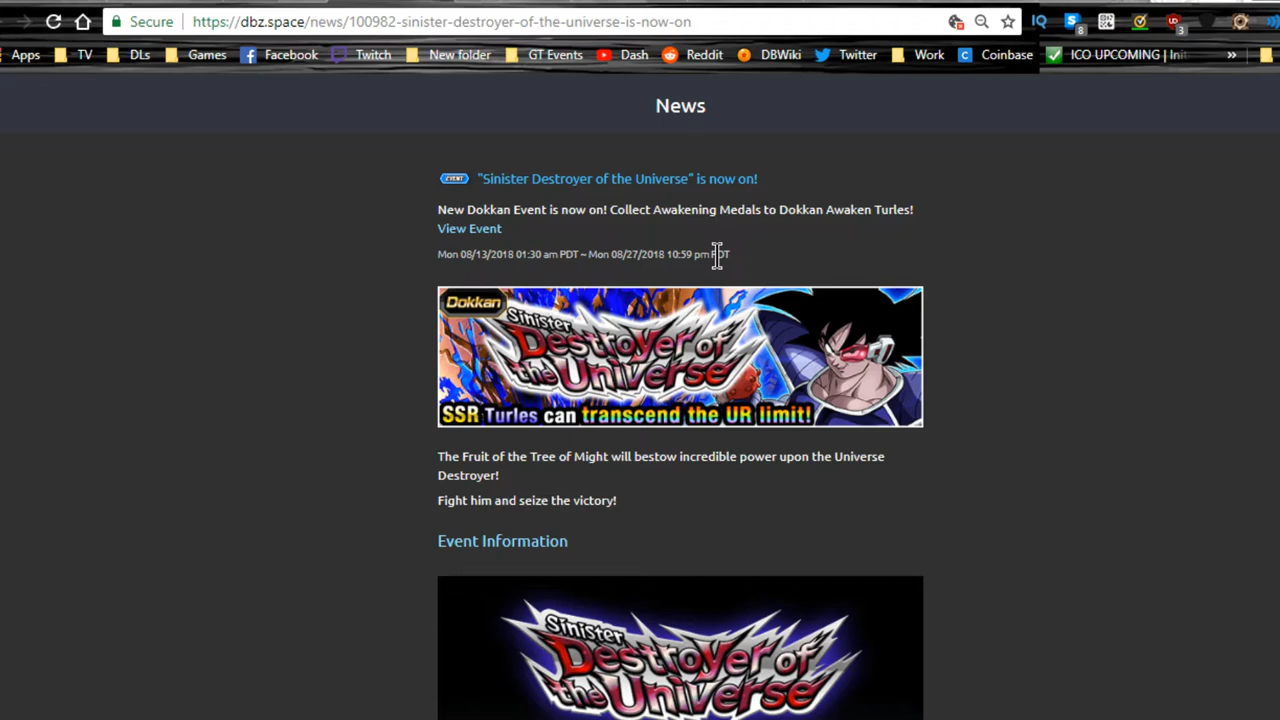 Secure https://dbz.space/news/100982-sinister-destroyer-of-the-universe-is-now-on IQ 8 3
Apps TV DLs Games Facebook Twitch New folder GT Events Dash Reddit DBWiki Twitter Work C Coinbase ICO UPCOMING | Init »
News
EVENT "Sinister Destroyer of the Universe" is now on!
New Dokkan Event is now on! Collect Awakening Medals to Dokkan Awaken Turles!
View Event
Mon 08/13/2018 01:30 am PDT ~ Mon 08/27/2018 10:59 pm PDT
Dokkan
Sinister
Destroyer of
the Universe
SSR Turles can transcend the UR limit!
The Fruit of the Tree of Might will bestow incredible power upon the Universe
Destroyer!
Fight him and seize the victory!
Event Information
Sinister
Destroyer of
the Universe